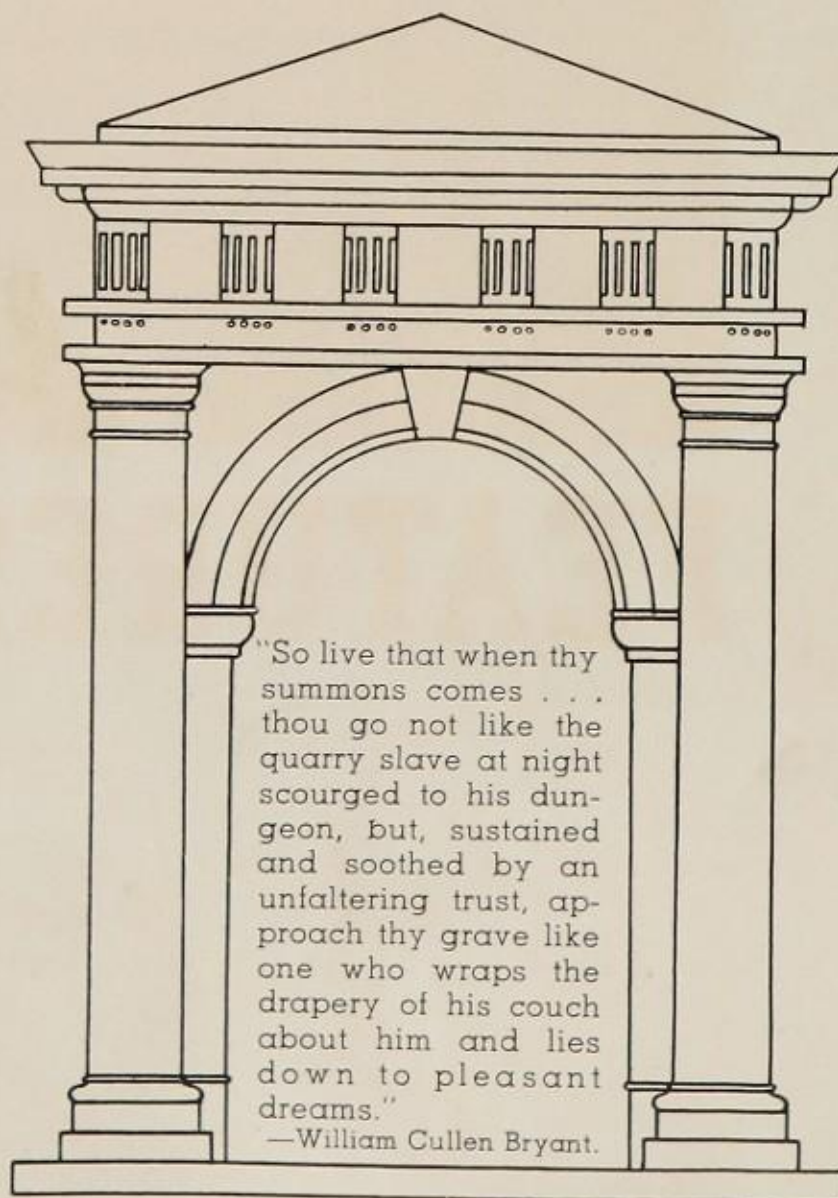 "So live that when thy
summons comes . . .
thou go not like the
quarry slave at night
scourged to his dun-
geon, but, sustained
and soothed by an
unfaltering trust, ap-
proach thy grave like
one who wraps the
drapery of his couch
about him and lies
down to pleasant
dreams."
—William Cullen Bryant.